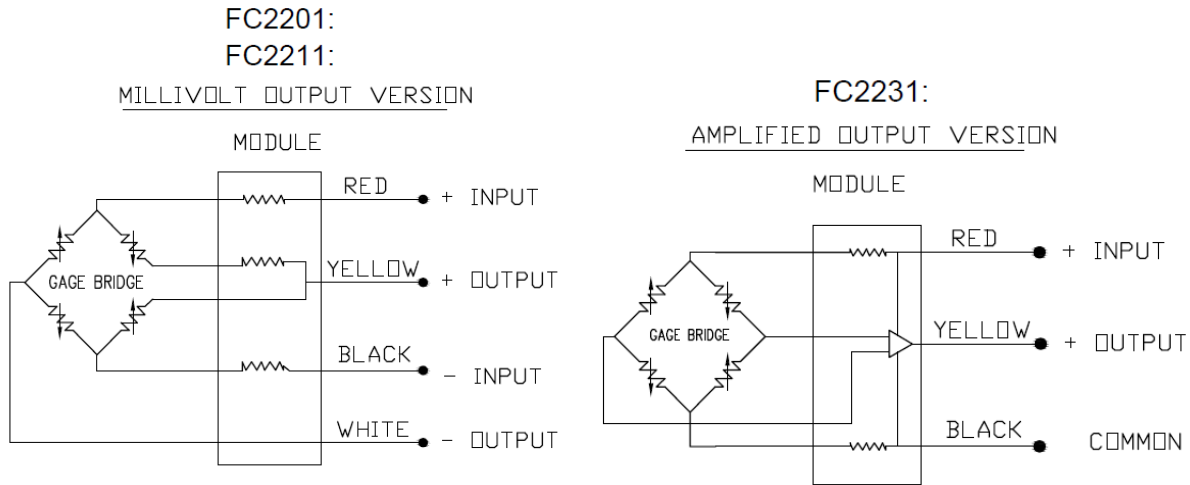 FC2201:
FC2211:
MILLIVOLT OUTPUT VERSION
MODULE
RED
+ INPUT
GAGE BRIDGE
YELLOW
+ OUTPUT
BLACK
- INPUT
WHITE
- OUTPUT
FC2231:
AMPLIFIED OUTPUT VERSION
MODULE
RED
+ INPUT
GAGE BRIDGE
YELLOW
+ OUTPUT
BLACK
COMMON